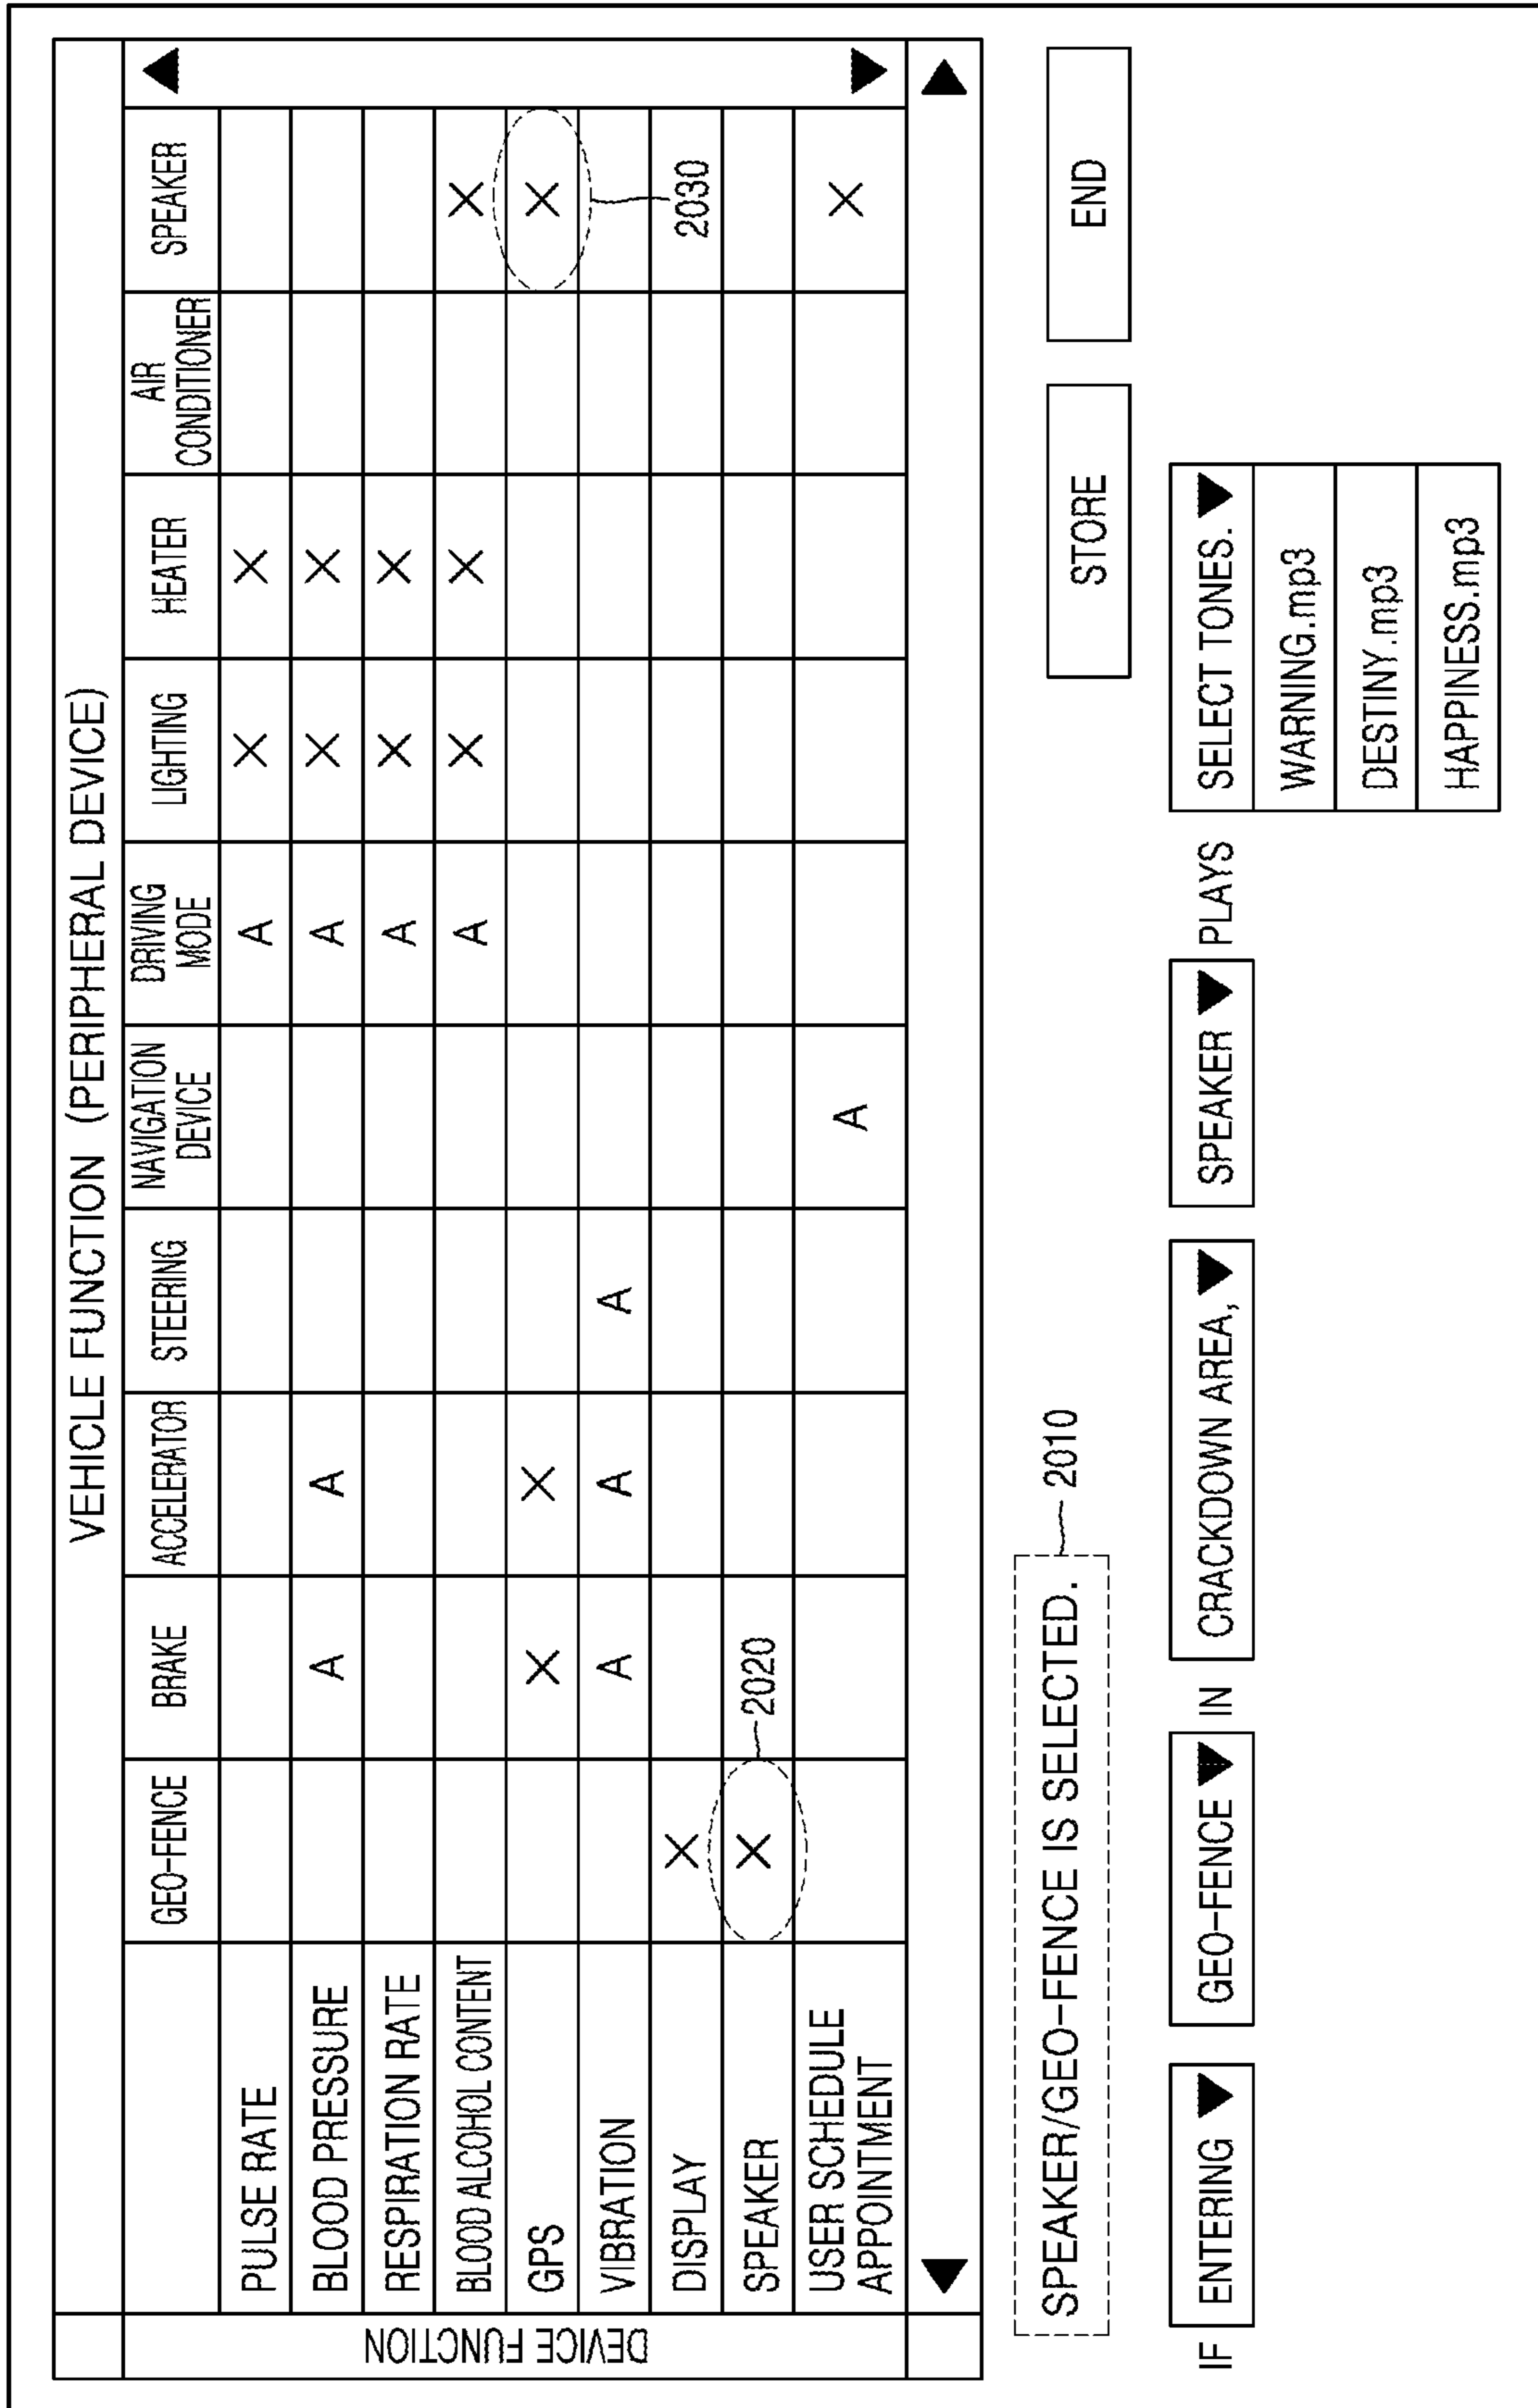 VEHICLE FUNCTION (PERIPHERAL DEVICE)
GEO-FENCE BRAKE ACCELERATOR STEERING NAVIGATION DEVICE DRIVING MODE LIGHTING HEATER AIR CONDITIONER SPEAKER
DEVICE FUNCTION
PULSE RATE A X X
BLOOD PRESSURE A A A X X
RESPIRATION RATE A X X
BLOOD ALCOHOL CONTENT A X X X
GPS X X X
VIBRATION A A A
DISPLAY X 2030
SPEAKER X 2020
USER SCHEDULE APPOINTMENT A X
SPEAKER/GEO-FENCE IS SELECTED. 2010
STORE END
IF ENTERING ▼ GEO-FENCE ▼ IN CRACKDOWN AREA, ▼ SPEAKER ▼ PLAYS SELECT TONES. ▼
WARNING.mp3
DESTINY.mp3
HAPPINESS.mp3